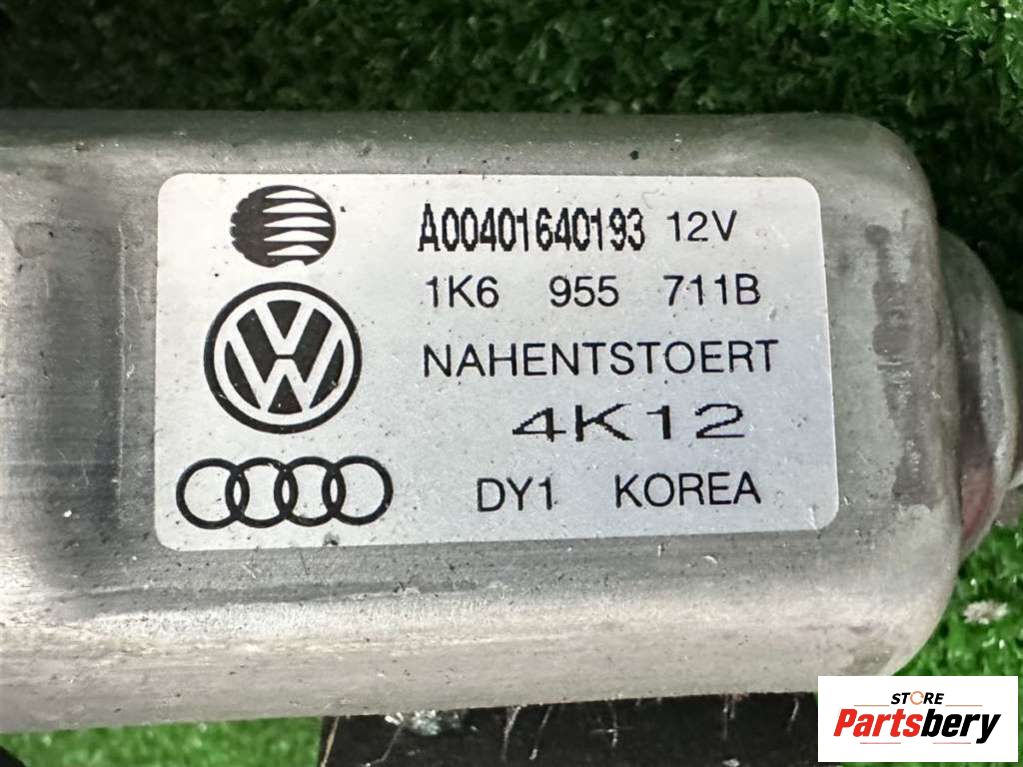 A00401640193 12V
1K6 955 711B
NAHENTSTOERT
4K12
DY1 KOREA
STORE
Partsbery